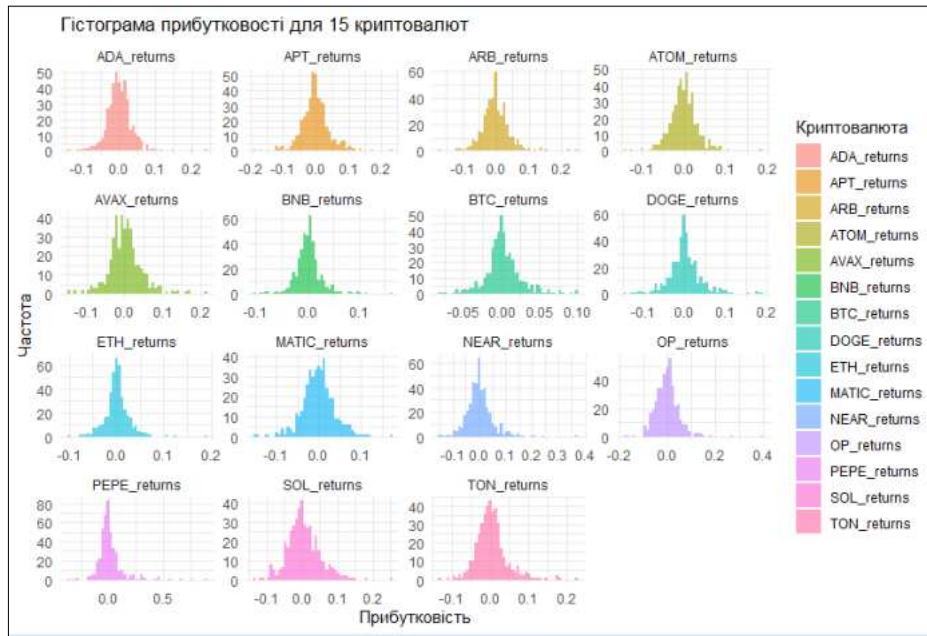 Гістограма прибутковості для 15 криптовалют
ADA_returns
APT_returns
ARB_returns
ATOM_returns
50
40
30
20
10
0
-0.1 0.0 0.1 0.2
50
40
30
20
10
0
-0.2 -0.1 0.0 0.1 0.2
60
40
20
0
-0.1 0.0 0.1 0.2
50
40
30
20
10
0
-0.1 0.0 0.1 0.2
AVAX_returns
BNB_returns
BTC_returns
DOGE_returns
40
30
20
10
0
-0.1 0.0 0.1 0.2
60
40
20
0
-0.1 0.0 0.1
50
40
30
20
10
0
-0.05 0.00 0.05 0.10
60
40
20
0
-0.1 0.0 0.1 0.2
ETH_returns
MATIC_returns
NEAR_returns
OP_returns
60
40
20
0
-0.1 0.0 0.1 0.2
40
30
20
10
0
-0.1 0.0 0.1
60
40
20
0
-0.1 0.0 0.1 0.2 0.3 0.4
40
20
0
-0.2 0.0 0.2 0.4
PEPE_returns
SOL_returns
TON_returns
80
60
40
20
0
0.0 0.5
40
30
20
10
0
-0.1 0.0 0.1 0.2
40
30
20
10
0
-0.1 0.0 0.1 0.2
Частота
Прибутковість
Криптовалюта
ADA_returns
APT_returns
ARB_returns
ATOM_returns
AVAX_returns
BNB_returns
BTC_returns
DOGE_returns
ETH_returns
MATIC_returns
NEAR_returns
OP_returns
PEPE_returns
SOL_returns
TON_returns